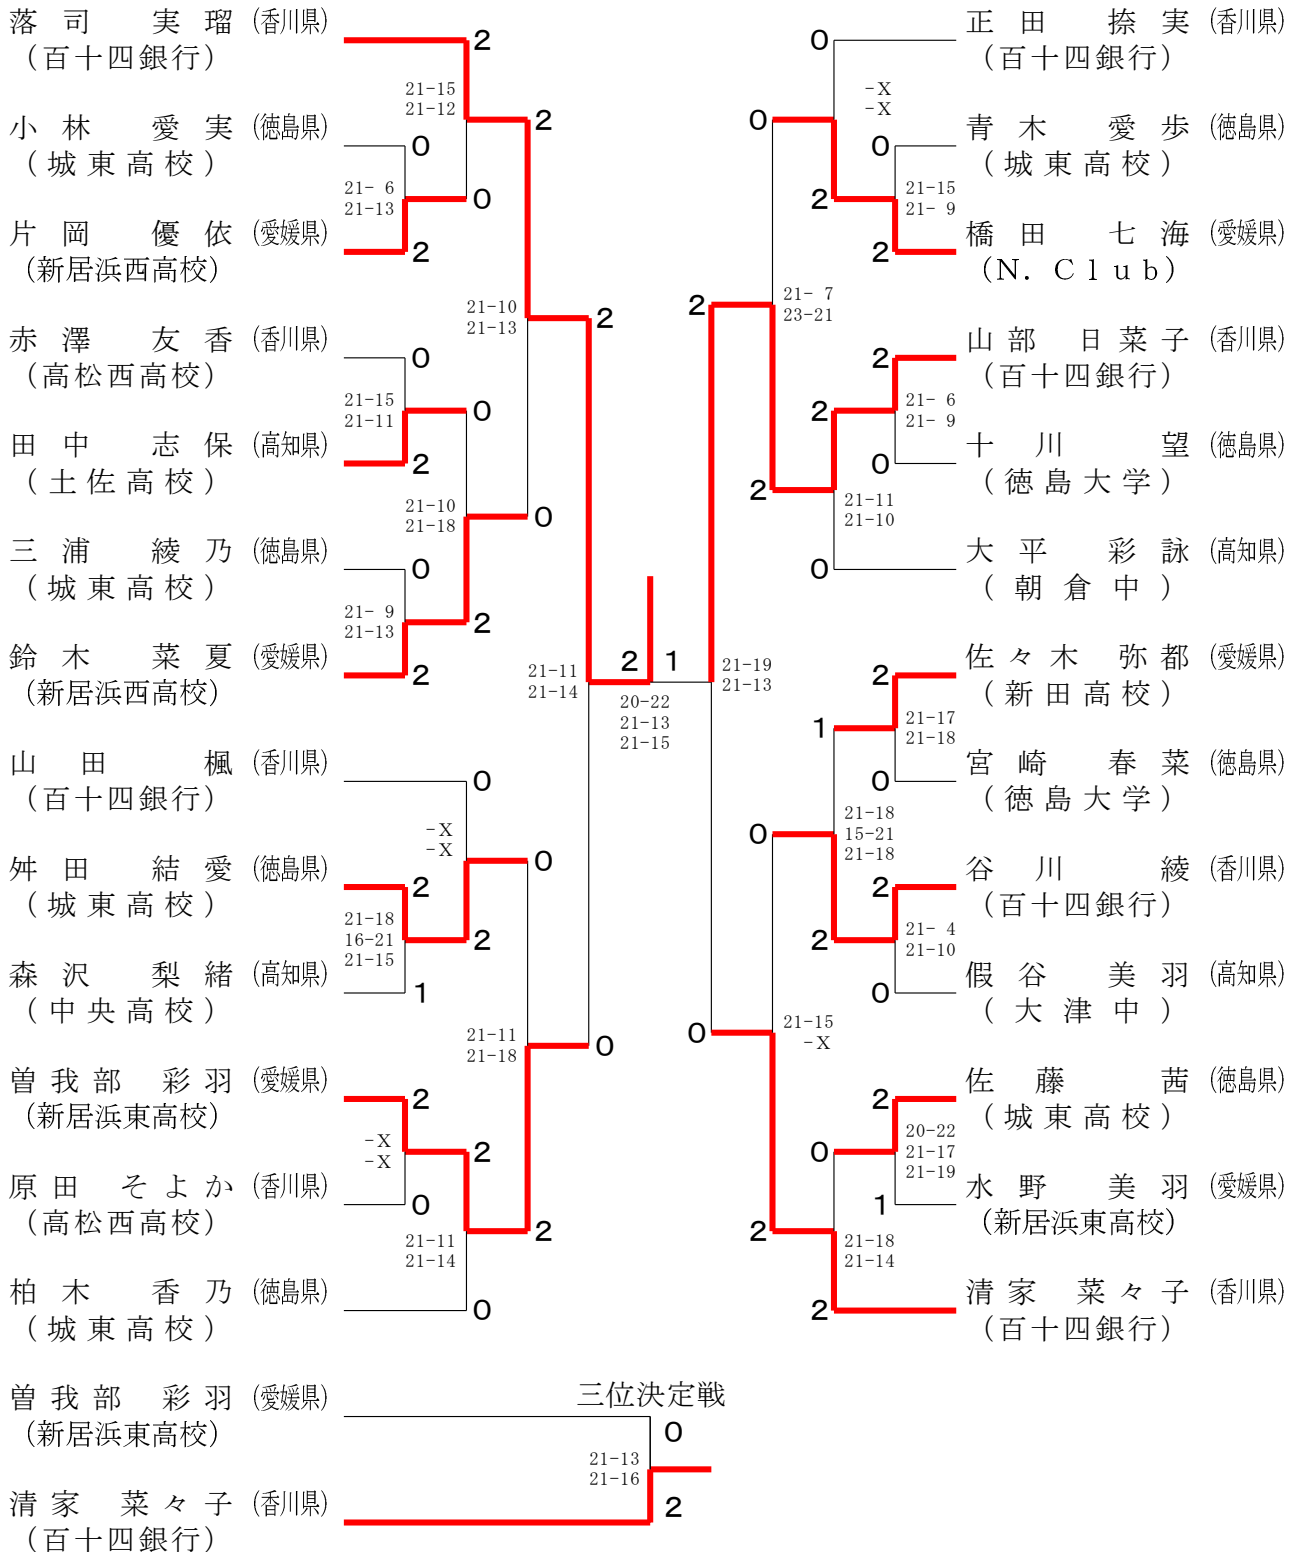 落司 実瑠 (香川県)
(百十四銀行)
2
21-15
21-12
2
小林 愛実 (徳島県)
(城東高校)
0
21- 6
21-13
0
片岡 優依 (愛媛県)
(新居浜西高校)
2
21-10
21-13
2
赤澤 友香 (香川県)
(高松西高校)
0
21-15
21-11
0
田中 志保 (高知県)
(土佐高校)
2
21-10
21-18
0
三浦 綾乃 (徳島県)
(城東高校)
0
21- 9
21-13
2
鈴木 菜夏 (愛媛県)
(新居浜西高校)
2
21-11
21-14
山田 楓 (香川県)
(百十四銀行)
0
-X
-X
0
舛田 結愛 (徳島県)
(城東高校)
2
21-18
16-21
21-15
2
森沢 梨緒 (高知県)
(中央高校)
1
21-11
21-18
0
曽我部 彩羽 (愛媛県)
(新居浜東高校)
2
-X
-X
2
原田 そよか (香川県)
(高松西高校)
0
21-11
21-14
2
柏木 香乃 (徳島県)
(城東高校)
0
2 1
20-22
21-13
21-15
正田 捺実 (香川県)
(百十四銀行)
0
-X
-X
0
青木 愛歩 (徳島県)
(城東高校)
0
21-15
21- 9
2
橋田 七海 (愛媛県)
(N. Club)
2
21- 7
23-21
2
山部 日菜子 (香川県)
(百十四銀行)
2
21- 6
21- 9
2
十川 望 (徳島県)
(徳島大学)
0
21-11
21-10
2
大平 彩詠 (高知県)
(朝倉中)
0
21-19
21-13
佐々木 弥都 (愛媛県)
(新田高校)
2
21-17
21-18
1
宮崎 春菜 (徳島県)
(徳島大学)
0
21-18
15-21
21-18
0
谷川 綾 (香川県)
(百十四銀行)
2
21- 4
21-10
2
假谷 美羽 (高知県)
(大津中)
0
21-15
-X
0
佐藤 茜 (徳島県)
(城東高校)
2
20-22
21-17
21-19
0
水野 美羽 (愛媛県)
(新居浜東高校)
1
21-18
21-14
2
清家 菜々子 (香川県)
(百十四銀行)
2
三位決定戦
曽我部 彩羽 (愛媛県)
(新居浜東高校)
0
21-13
21-16
清家 菜々子 (香川県)
(百十四銀行)
2